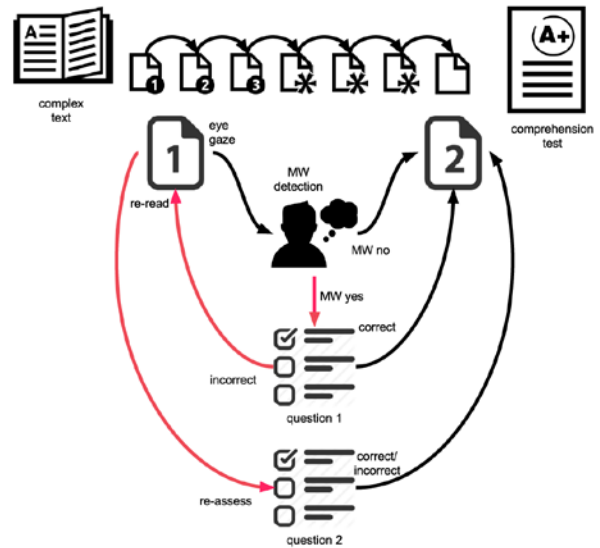 A
A+
1
2
3
*
*
*
complex
text
comprehension
test
1
eye
gaze
2
MW
detection
re-read
MW no
MW yes
correct
incorrect
question 1
correct/
incorrect
re-assess
question 2